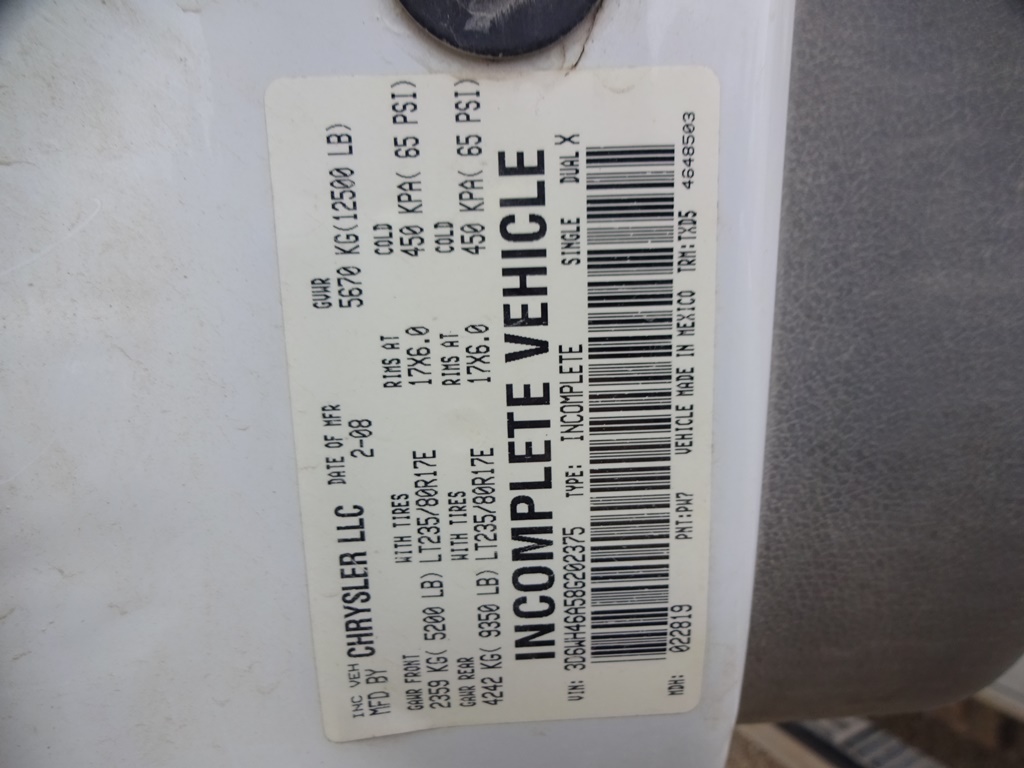 INC VEH
MFD BY CHRYSLER LLC DATE OF MFR 2-08 GVWR 5670 KG(12500 LB)
GAWR FRONT WITH TIRES RIMS AT COLD
2359 KG( 5200 LB) LT235/80R17E 17X6.0 450 KPA( 65 PSI)
GAWR REAR WITH TIRES RIMS AT COLD
4242 KG( 9350 LB) LT235/80R17E 17X6.0 450 KPA( 65 PSI)
INCOMPLETE VEHICLE
VIN: 3D6WH46A58G202375 TYPE: INCOMPLETE SINGLE DUAL X
MDH: 022819 PNT:PW7 VEHICLE MADE IN MEXICO TRM:TXD5 4648503